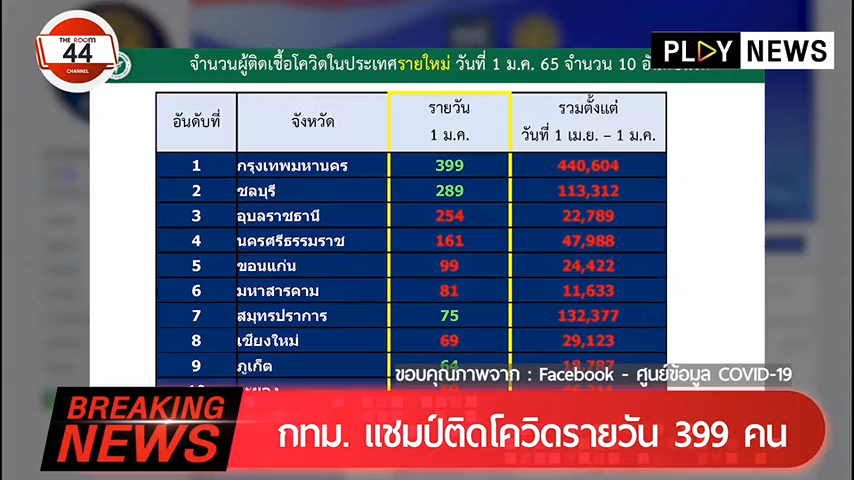 THE ROOM
44
CHANNEL
PLAY NEWS
จำนวนผู้ติดเชื้อโควิดในประเทศรายใหม่ วันที่ 1 ม.ค. 65 จำนวน 10
อันดับที่ จังหวัด รายวัน 1 ม.ค. รวมตั้งแต่ วันที่ 1 เม.ย. – 1 ม.ค.
1 กรุงเทพมหานคร 399 440,604
2 ชลบุรี 289 113,312
3 อุบลราชธานี 254 22,789
4 นครศรีธรรมราช 161 47,988
5 ขอนแก่น 99 24,422
6 มหาสารคาม 81 11,633
7 สมุทรปราการ 75 132,377
8 เชียงใหม่ 69 29,123
9 ภูเก็ต 64 18,787
ขอบคุณภาพจาก : Facebook - ศูนย์ข้อมูล COVID-19
BREAKING
NEWS
กทม. แชมป์ติดโควิดรายวัน 399 คน